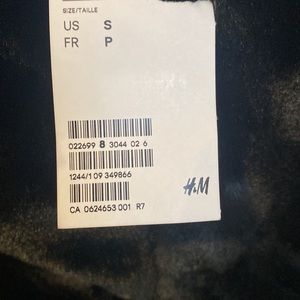 SIZE/TAILLE
US S
FR P
022699 8 3044 02 6
1244/1 09 349866
H&M
CA 0624653 001 R7